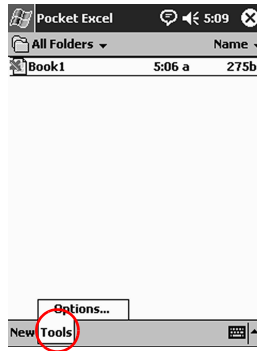 Pocket Excel 5:09
All Folders Name
Book1 5:06 a 275b
Options...
New Tools